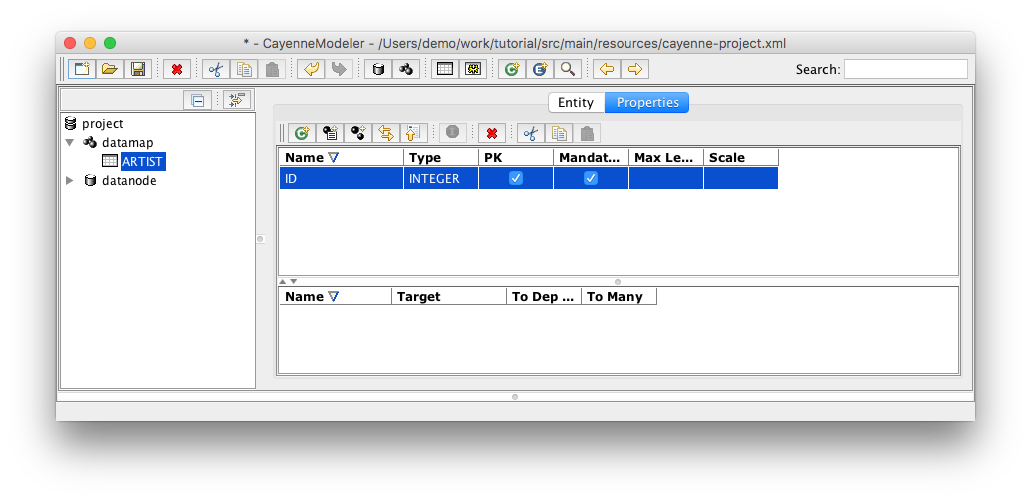 * - CayenneModeler - /Users/demo/work/tutorial/src/main/resources/cayenne-project.xml
Search:
Entity Properties
project
datamap
ARTIST
datanode
Name Type PK Mandat... Max Le... Scale
ID INTEGER
Name Target To Dep ... To Many